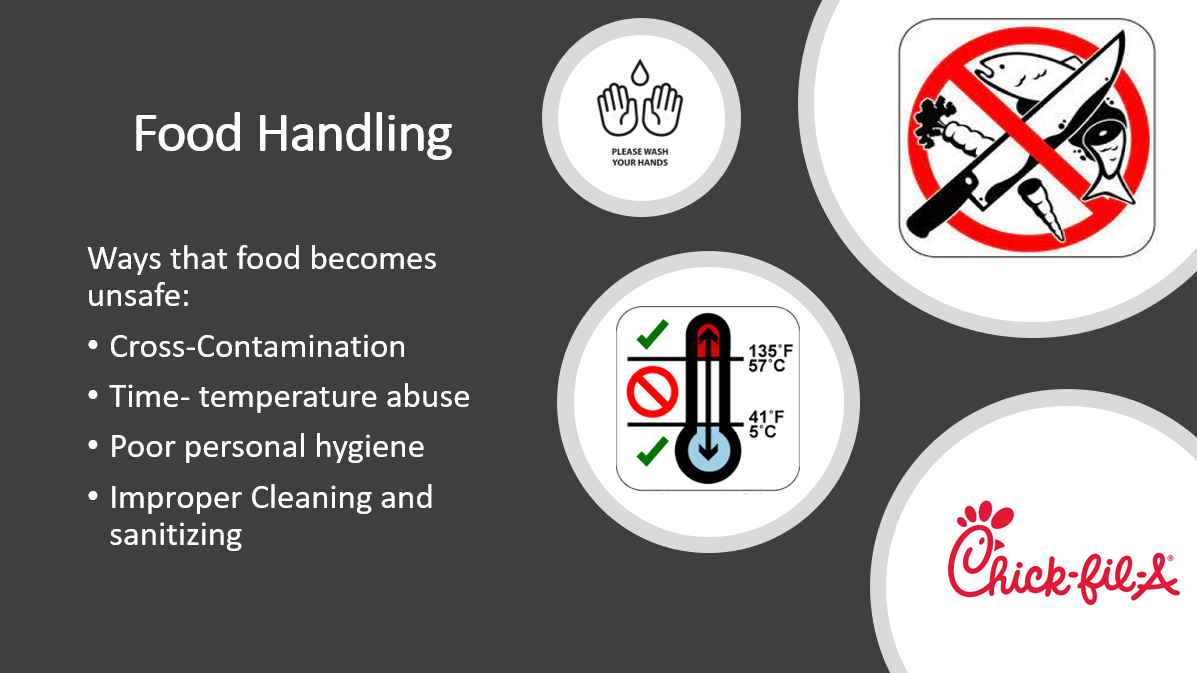 Food Handling
Ways that food becomes
unsafe:
• Cross-Contamination
• Time- temperature abuse
• Poor personal hygiene
• Improper Cleaning and
sanitizing
PLEASE WASH
YOUR HANDS
135°F
57°C
41°F
5°C
Chick-fil-A®